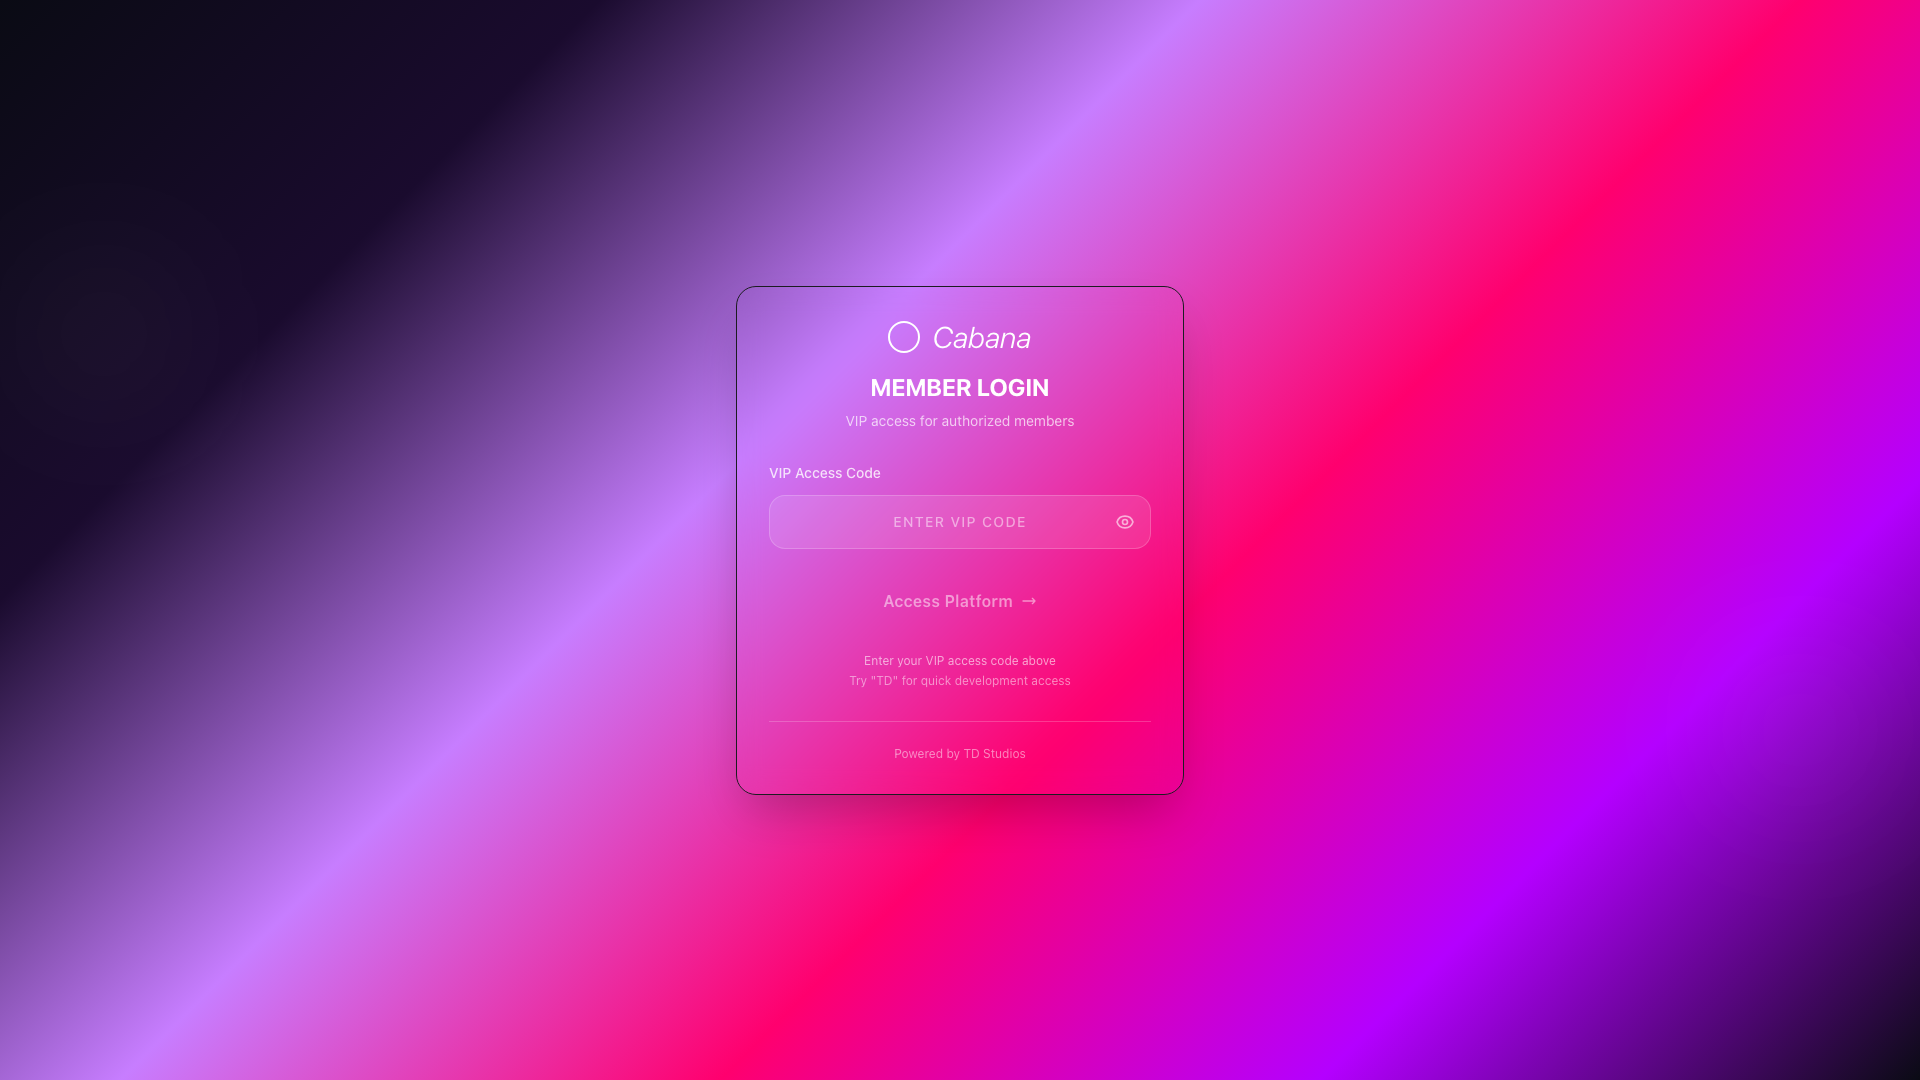 Cabana
MEMBER LOGIN
VIP access for authorized members
VIP Access Code
ENTER VIP CODE
Access Platform →
Enter your VIP access code above
Try "TD" for quick development access
Powered by TD Studios